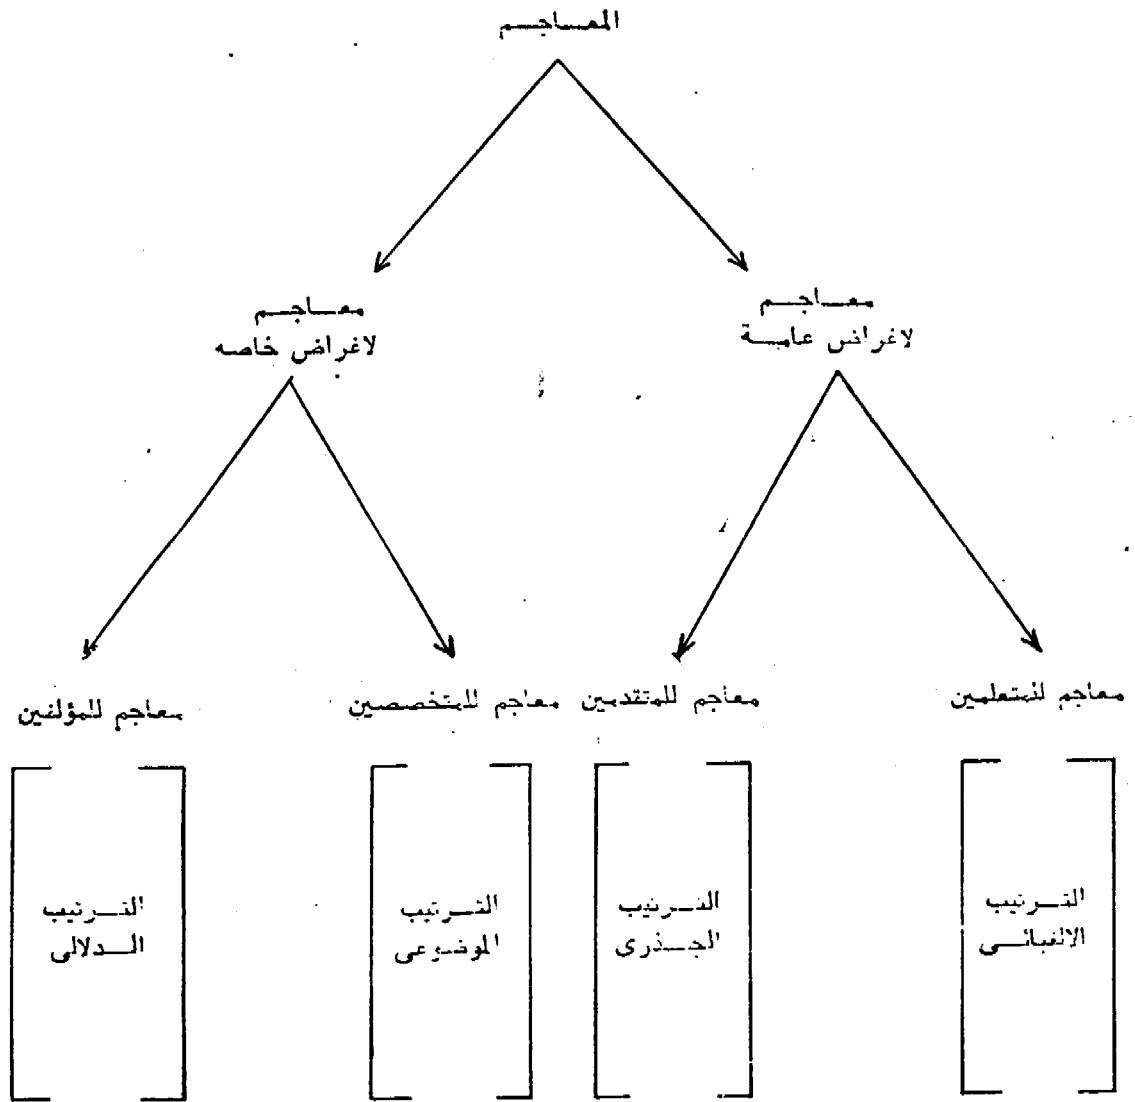 المعاجم
معاجم
لاغراض عامة
معاجم
لاغراض خاصه
معاجم للمتعلمين
معاجم للمتقدمين
معاجم للمتخصصين
معاجم للمؤلفين
الترتيب
الالفبائى
الترتيب
الجذرى
الترتيب
الموضوعى
الترتيب
الدلالى